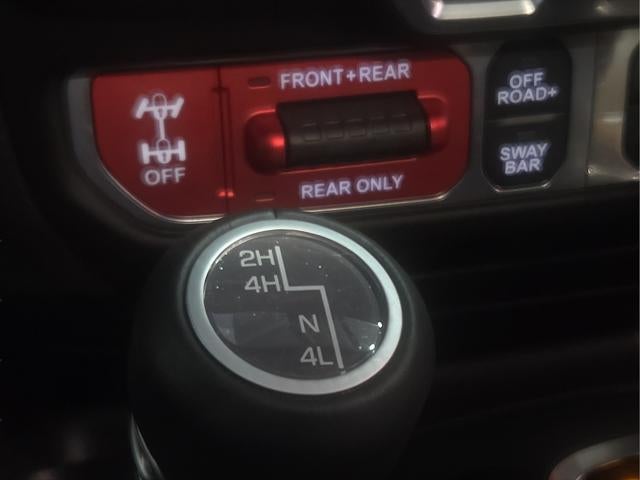 FRONT+REAR
OFF
REAR ONLY
OFF
ROAD+
SWAY
BAR
2H
4H
N
4L